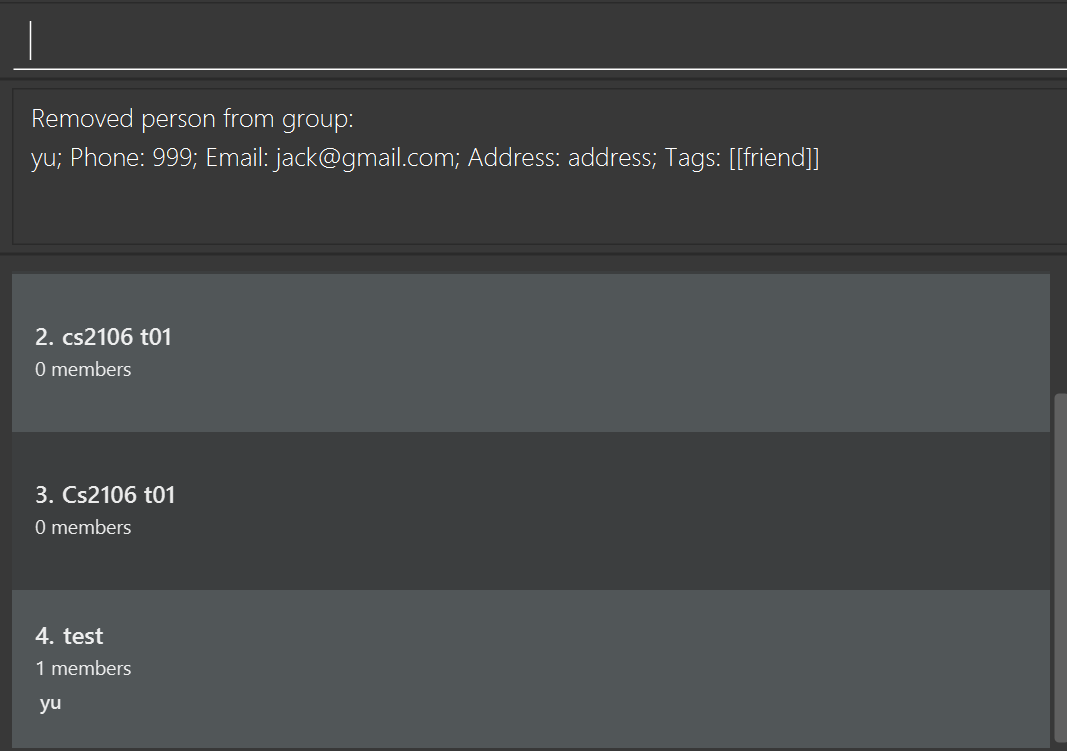 Removed person from group:
yu; Phone: 999; Email: jack@gmail.com; Address: address; Tags: [[friend]]
2. cs2106 t01
0 members
3. Cs2106 t01
0 members
4. test
1 members
yu